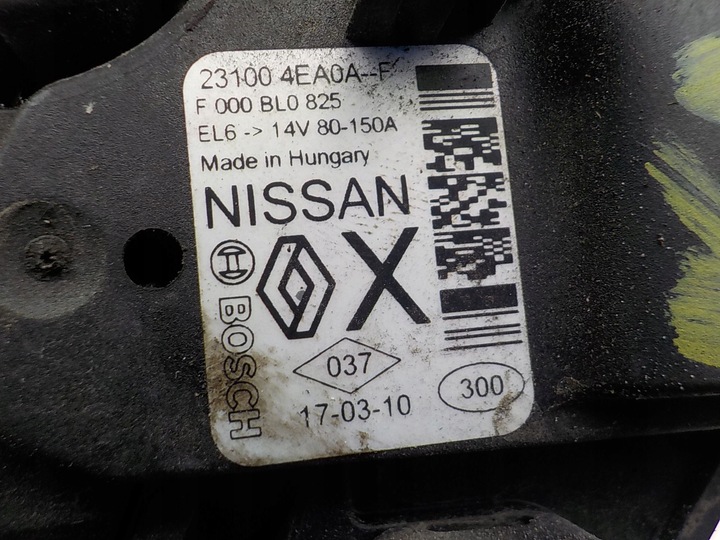 23100 4EA0A--F
F 000 BL0 825
EL6 -> 14V 80-150A
Made in Hungary
NISSAN
X
BOSCH
037
300
17-03-10